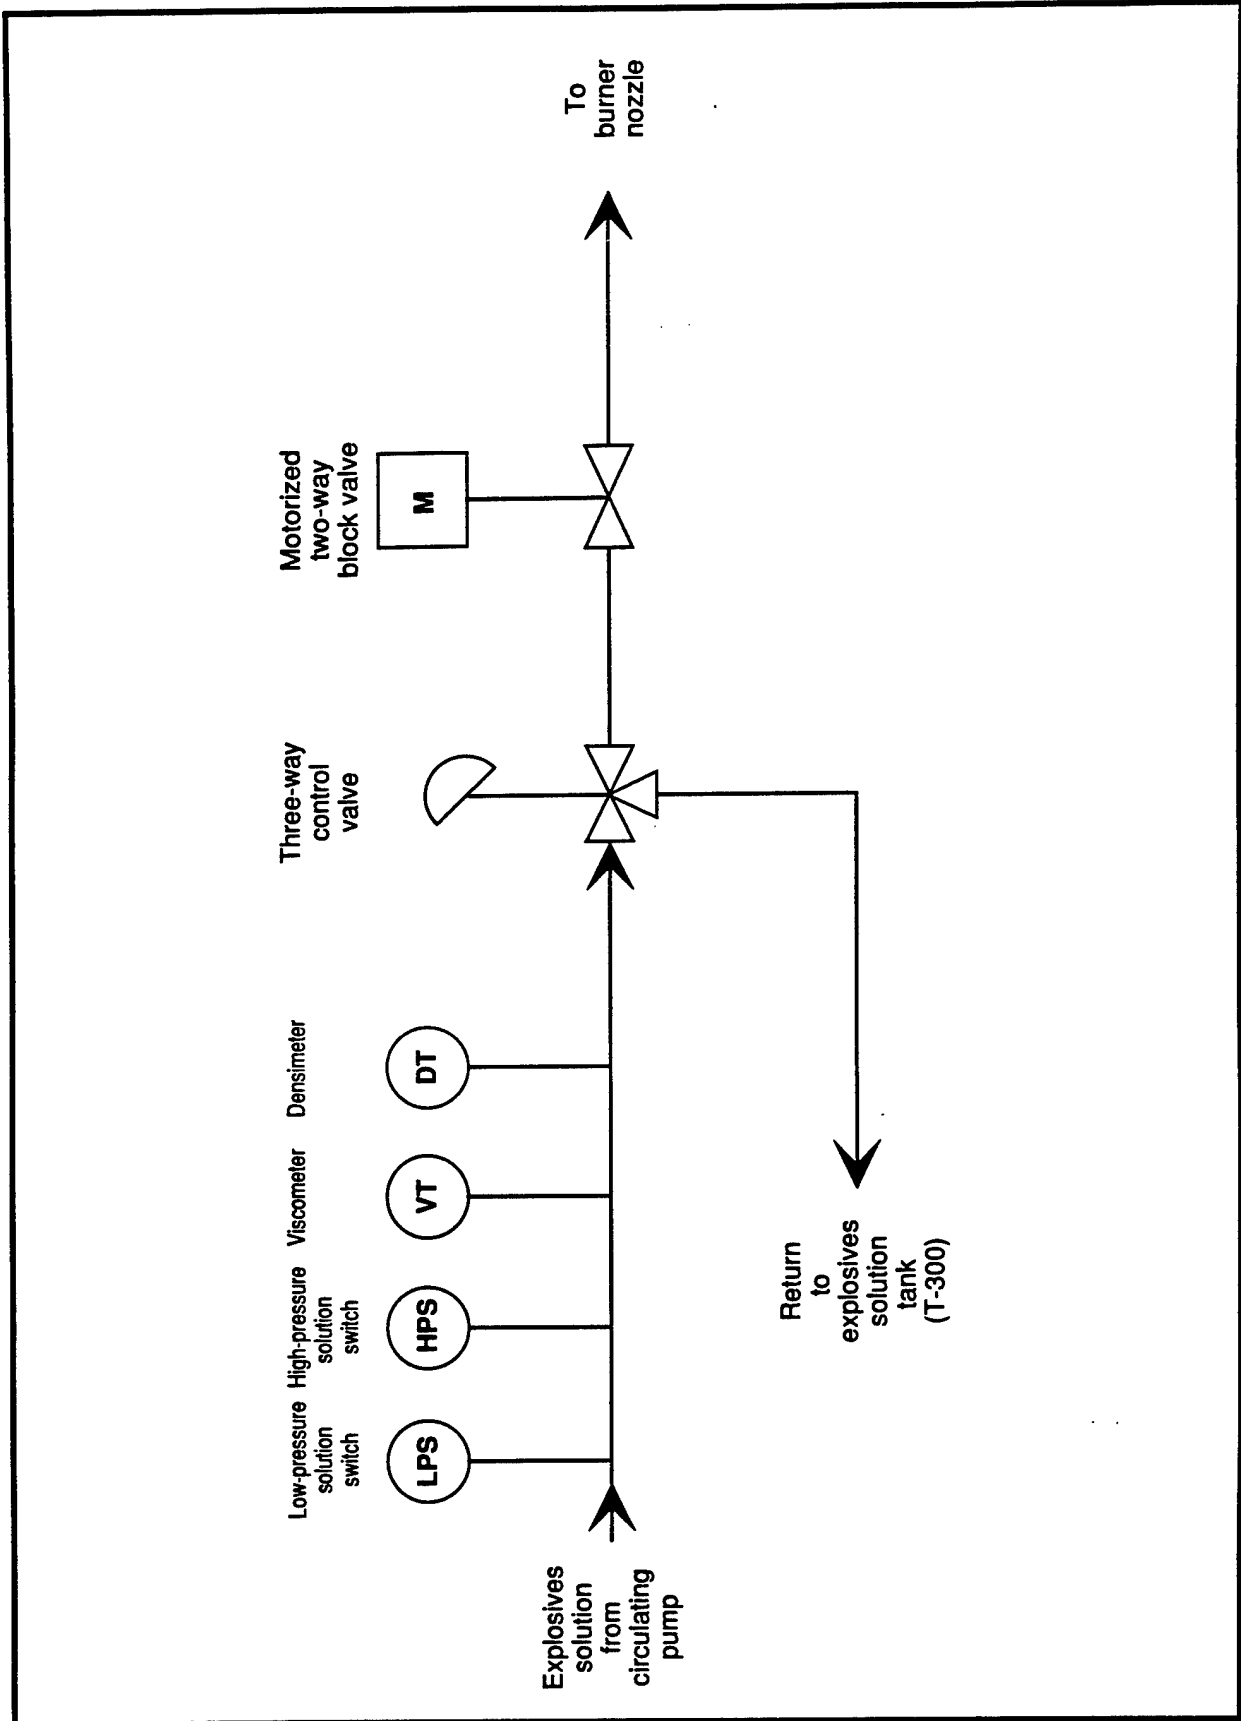 Explosives
solution
from
circulating
pump
Low-pressure
solution
switch
LPS
High-pressure
solution
switch
HPS
Viscometer
VT
Densimeter
DT
Three-way
control
valve
Motorized
two-way
block valve
M
To
burner
nozzle
Return
to
explosives
solution
tank
(T-300)